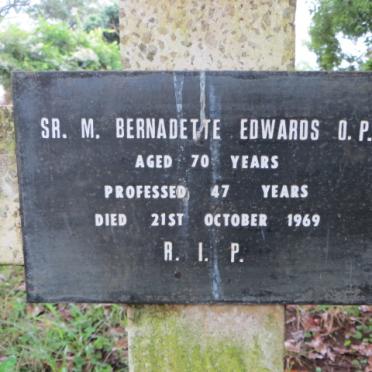 SR. M. BERNADETTE EDWARDS O.P.
AGED 70 YEARS
PROFESSED 47 YEARS
DIED 21ST OCTOBER 1969
R. I. P.